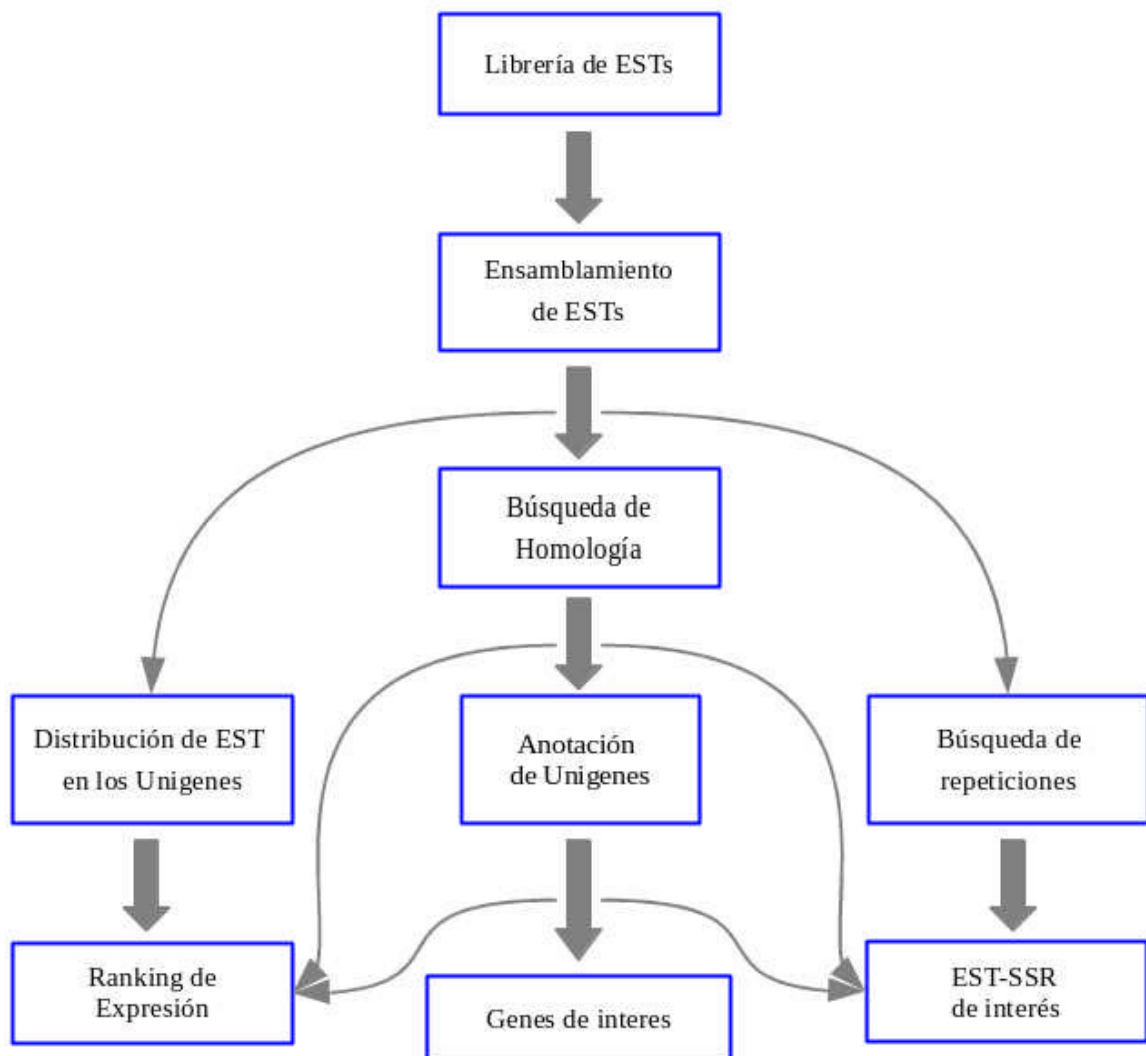 Librería de ESTs
Ensamblamiento
de ESTs
Búsqueda de
Homología
Distribución de EST
en los Unigenes
Anotación
de Unigenes
Búsqueda de
repeticiones
Ranking de
Expresión
Genes de interes
EST-SSR
de interés